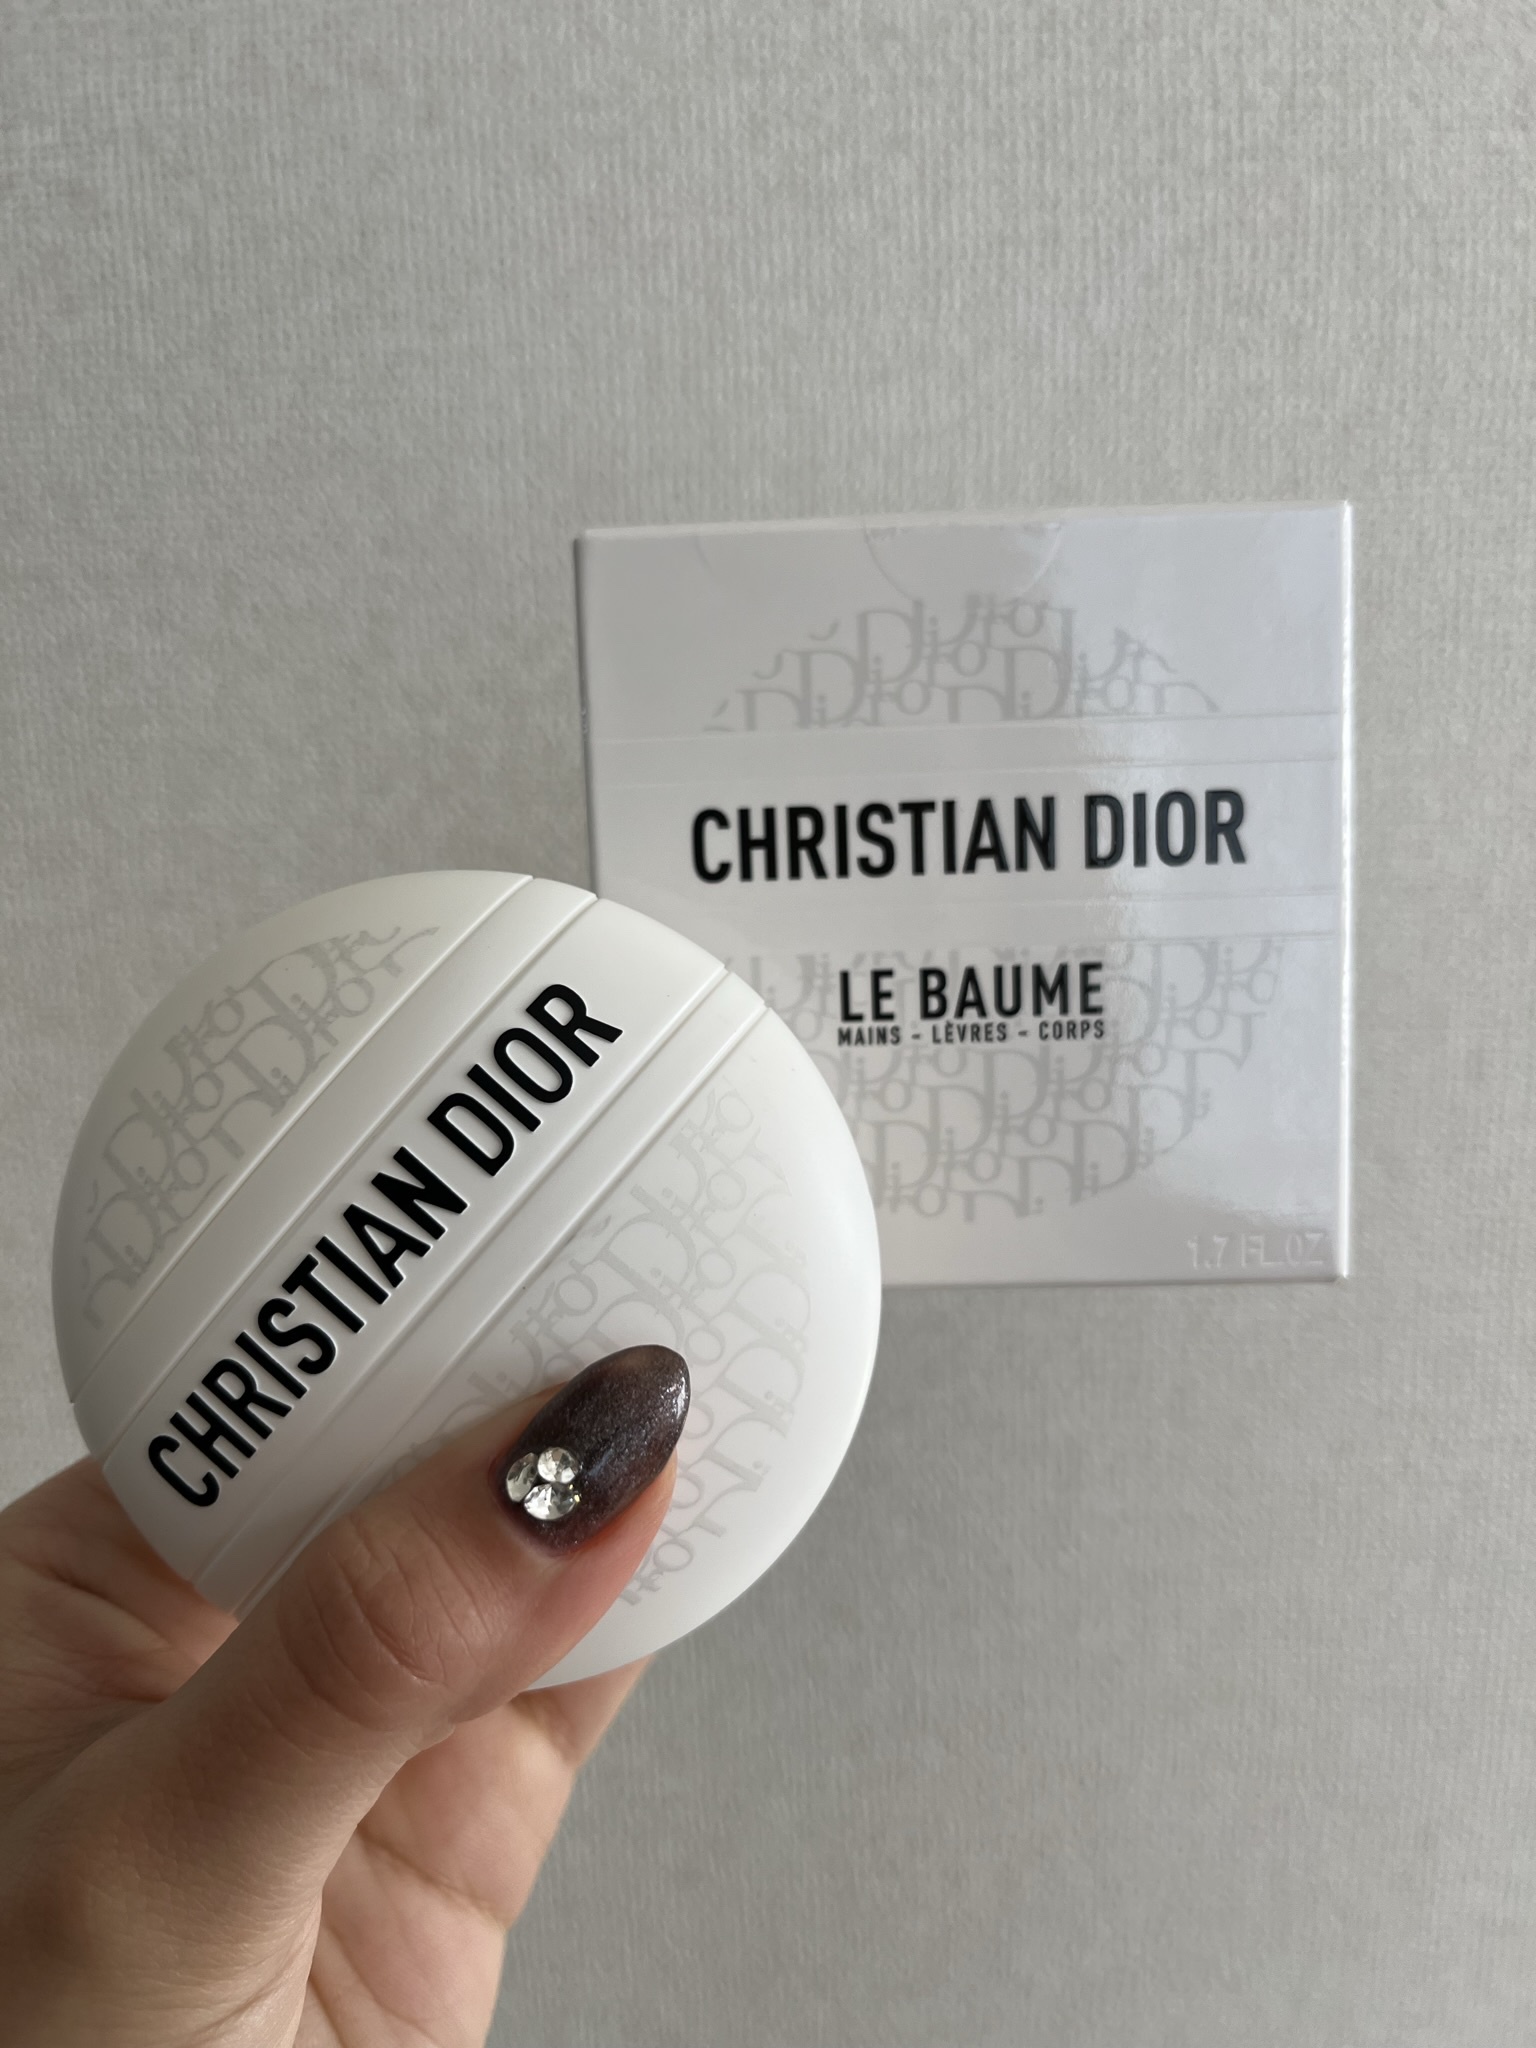 CHRISTIAN DIOR
LE BAUME
MAINS - LÈVRES - CORPS
1.7 FL.OZ
CHRISTIAN DIOR